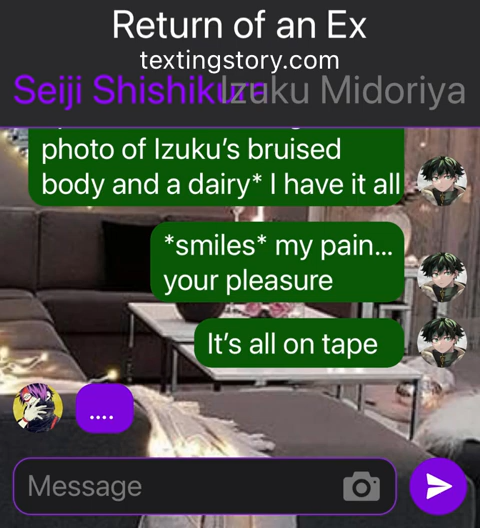 Return of an Ex
textingstory.com
Seiji Shishikura Izuku Midoriya
photo of Izuku’s bruised
body and a dairy* I have it all
*smiles* my pain...
your pleasure
It’s all on tape
....
Message